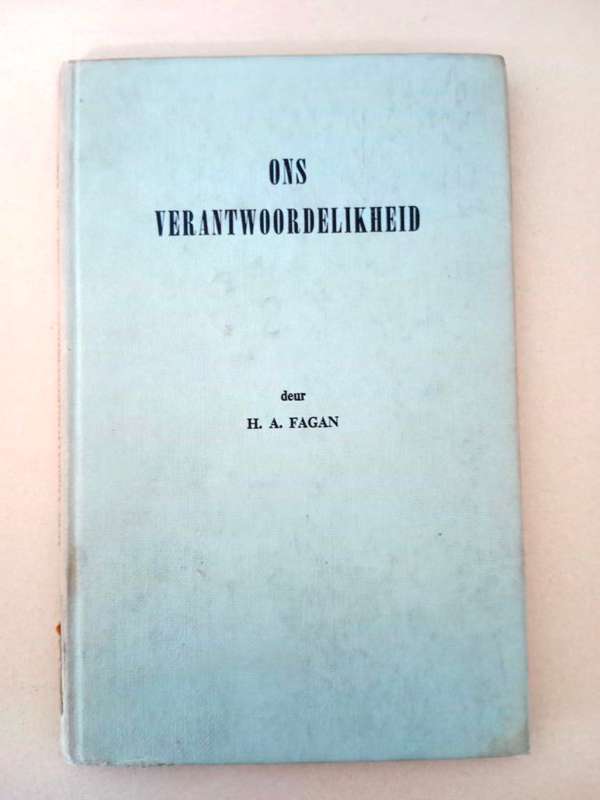 ONS
VERANTWOORDELIKHEID
deur
H. A. FAGAN